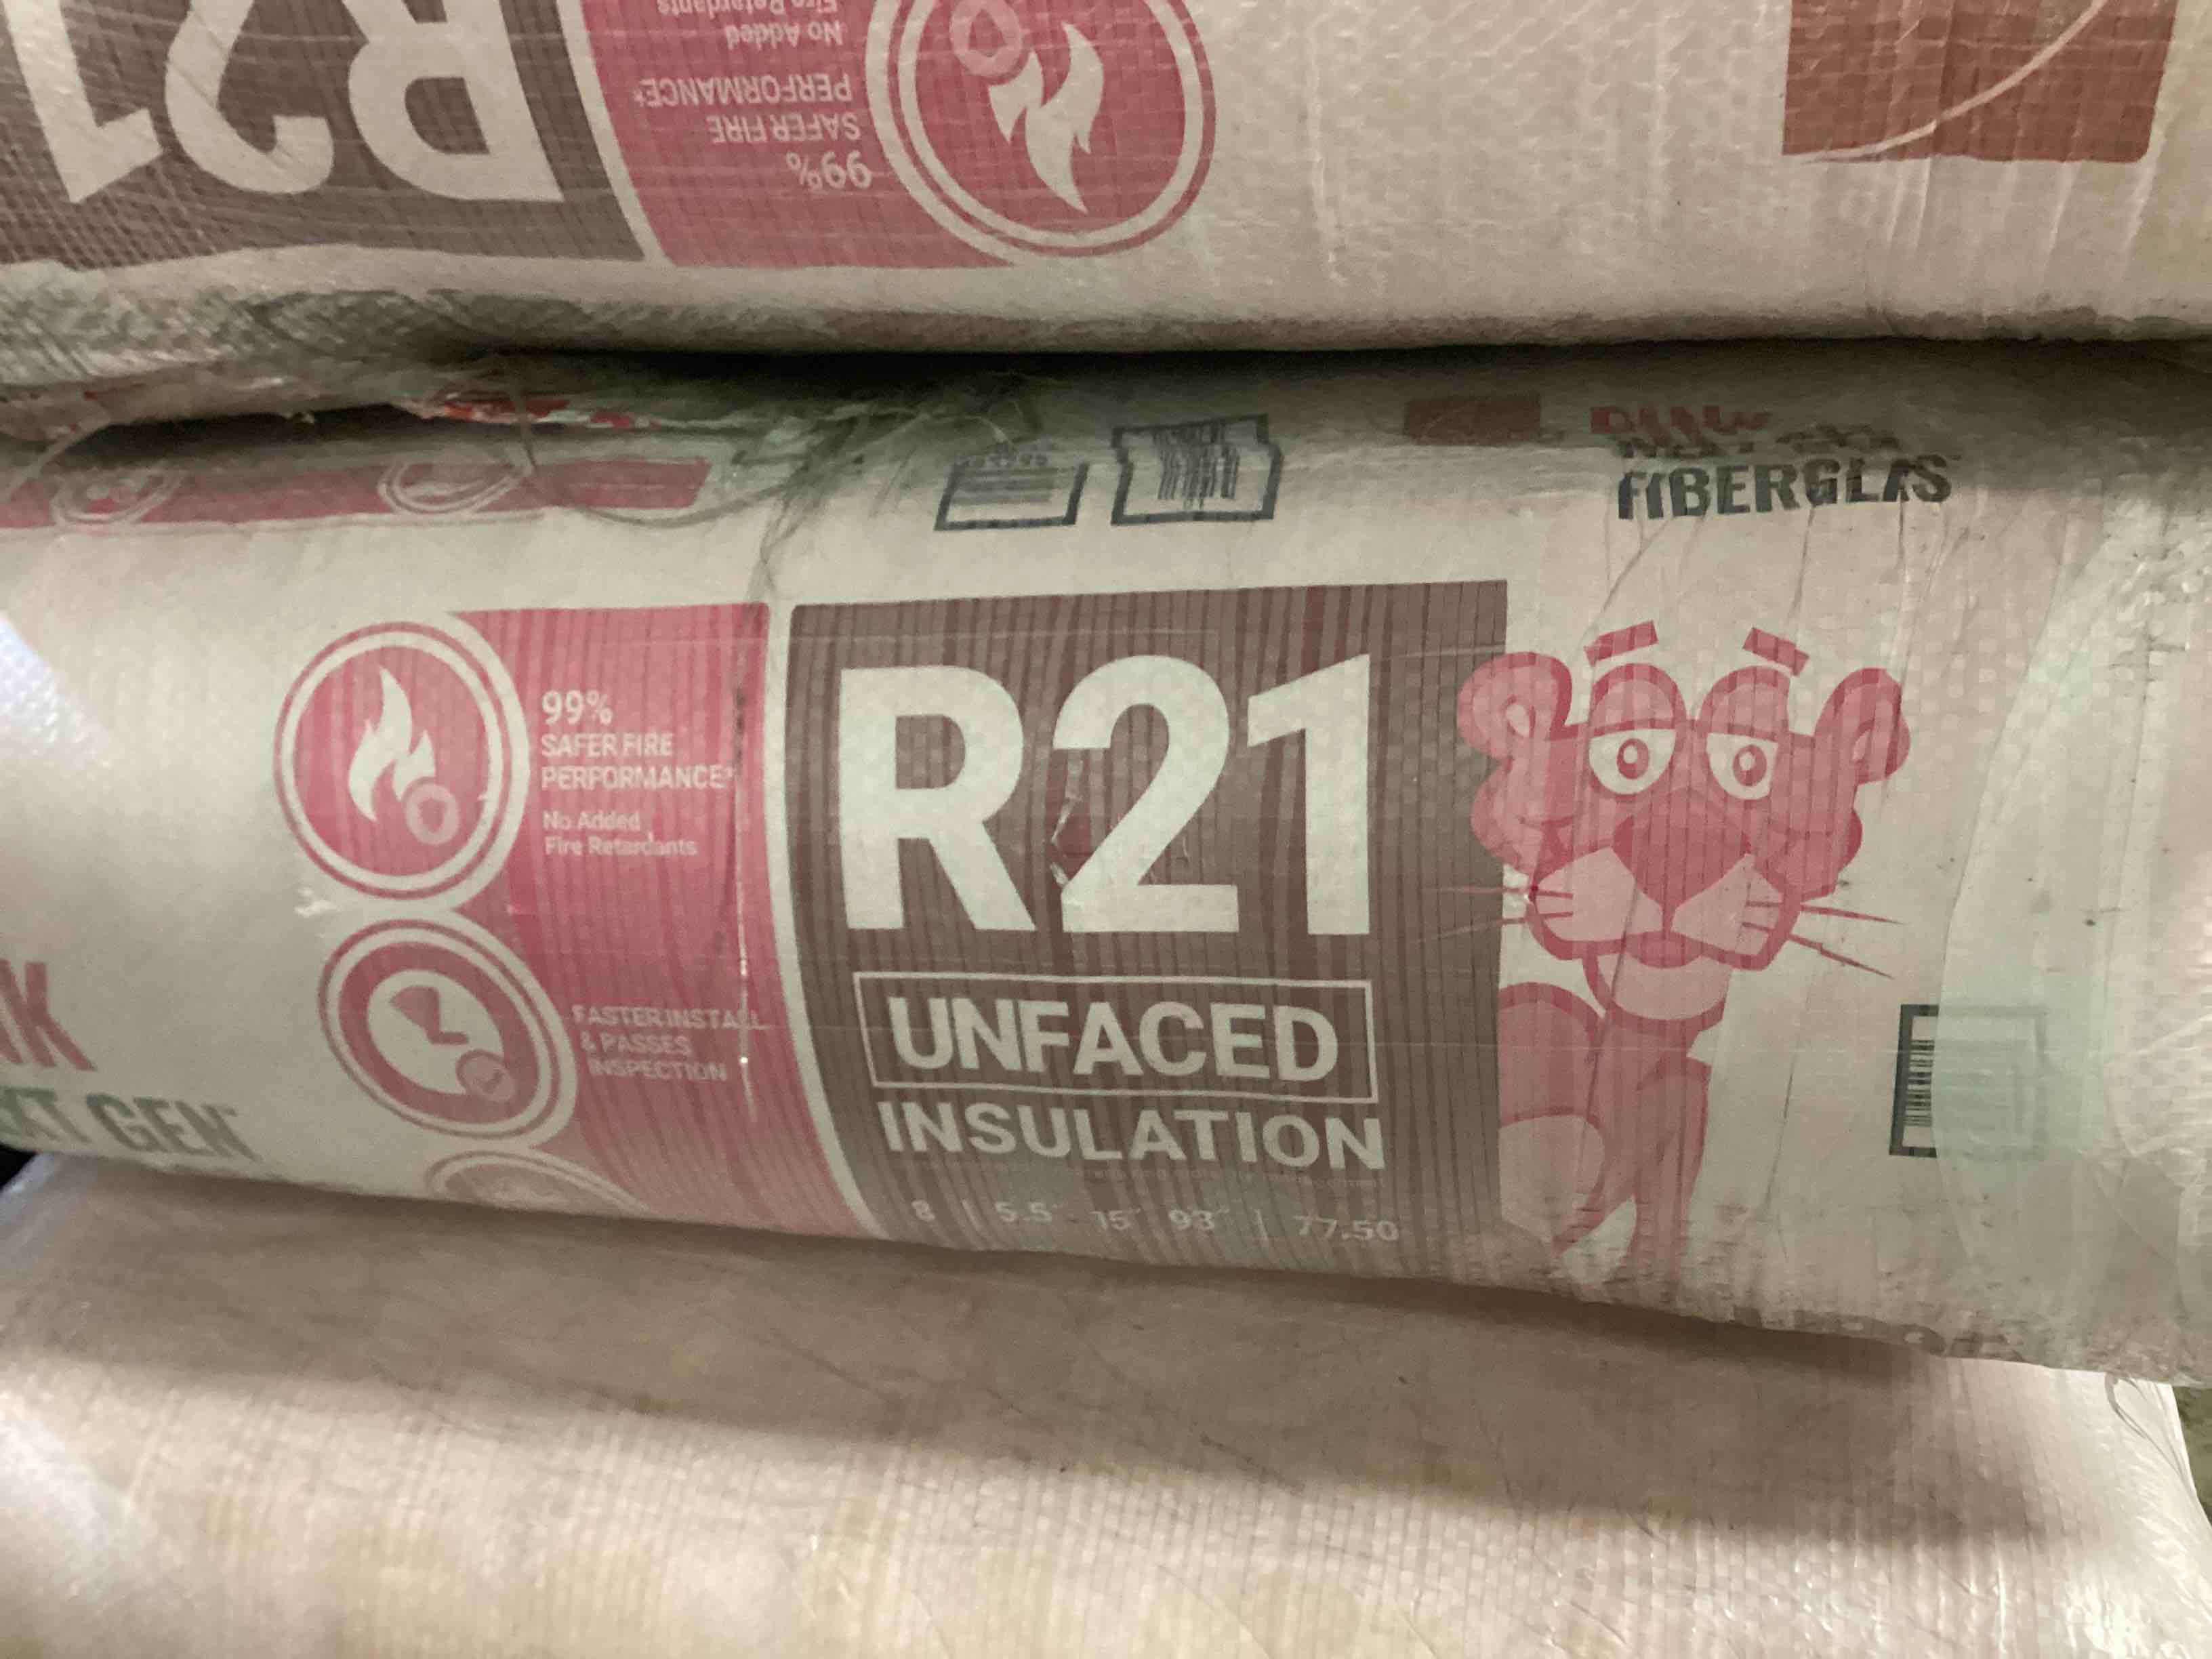 R21
99%
SAFER FIRE
PERFORMANCE‡
No Added
Fire Retardants
FIBERGLAS
99%
SAFER FIRE
PERFORMANCE‡
No Added
Fire Retardants
FASTER INSTALL
& PASSES
INSPECTION
GEN™
R21
UNFACED
INSULATION
8 | 5.5" 15" 93" | 77.50